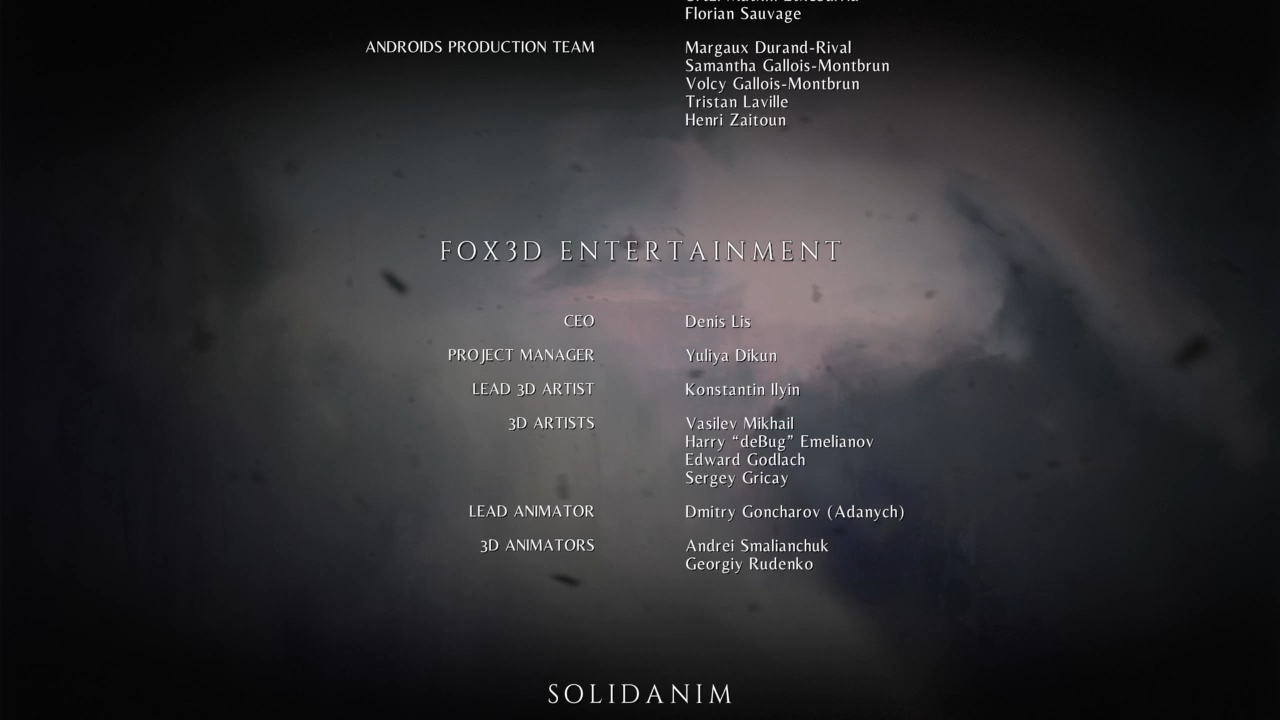 Florian Sauvage
ANDROIDS PRODUCTION TEAM Margaux Durand-Rival
Samantha Gallois-Montbrun
Volcy Gallois-Montbrun
Tristan Laville
Henri Zaitoun
FOX3D ENTERTAINMENT
CEO Denis Lis
PROJECT MANAGER Yuliya Dikun
LEAD 3D ARTIST Konstantin Ilyin
3D ARTISTS Vasilev Mikhail
Harry “deBug” Emelianov
Edward Godlach
Sergey Gricay
LEAD ANIMATOR Dmitry Goncharov (Adanych)
3D ANIMATORS Andrei Smalianchuk
Georgiy Rudenko
SOLIDANIM